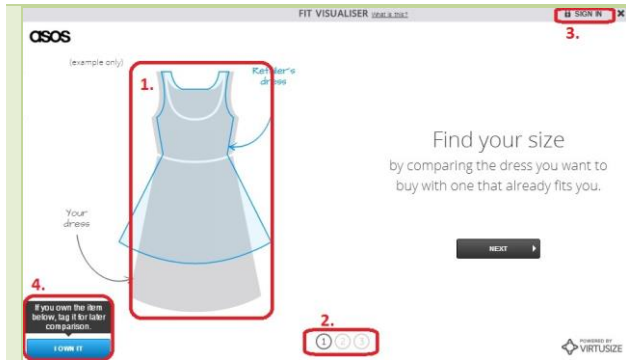 FIT VISUALISER What is this?
SIGN IN ×
3.
asos
(example only)
1.
Retailer's
dress
Find your size
by comparing the dress you want to
buy with one that already fits you.
Your
dress
NEXT
4.
If you own the item
below, tag it for later
comparison.
I OWN IT
2.
1 2 3
POWERED BY
VIRTUSIZE